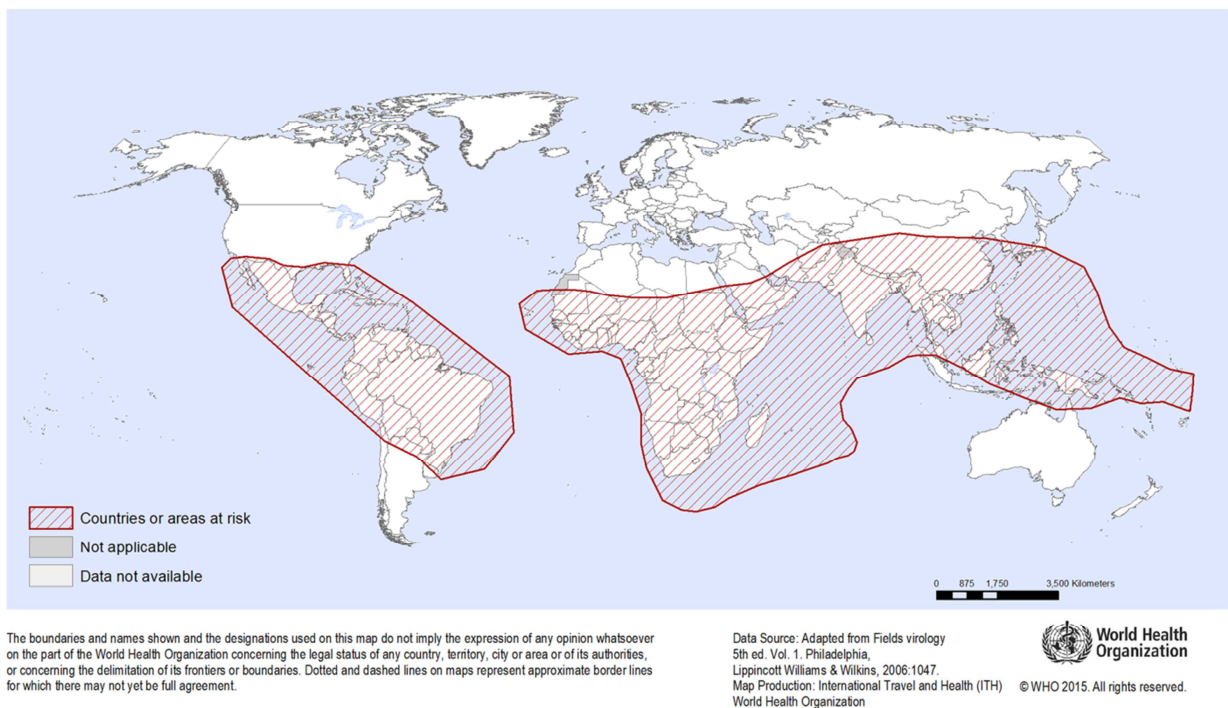 Countries or areas at risk
Not applicable
Data not available
0 875 1,750 3,500 Kilometers
The boundaries and names shown and the designations used on this map do not imply the expression of any opinion whatsoever
on the part of the World Health Organization concerning the legal status of any country, territory, city or area or of its authorities,
or concerning the delimitation of its frontiers or boundaries. Dotted and dashed lines on maps represent approximate border lines
for which there may not yet be full agreement.
Data Source: Adapted from Fields virology
5th ed. Vol. 1. Philadelphia,
Lippincott Williams & Wilkins, 2006:1047.
Map Production: International Travel and Health (ITH)
World Health Organization
World Health
Organization
© WHO 2015. All rights reserved.